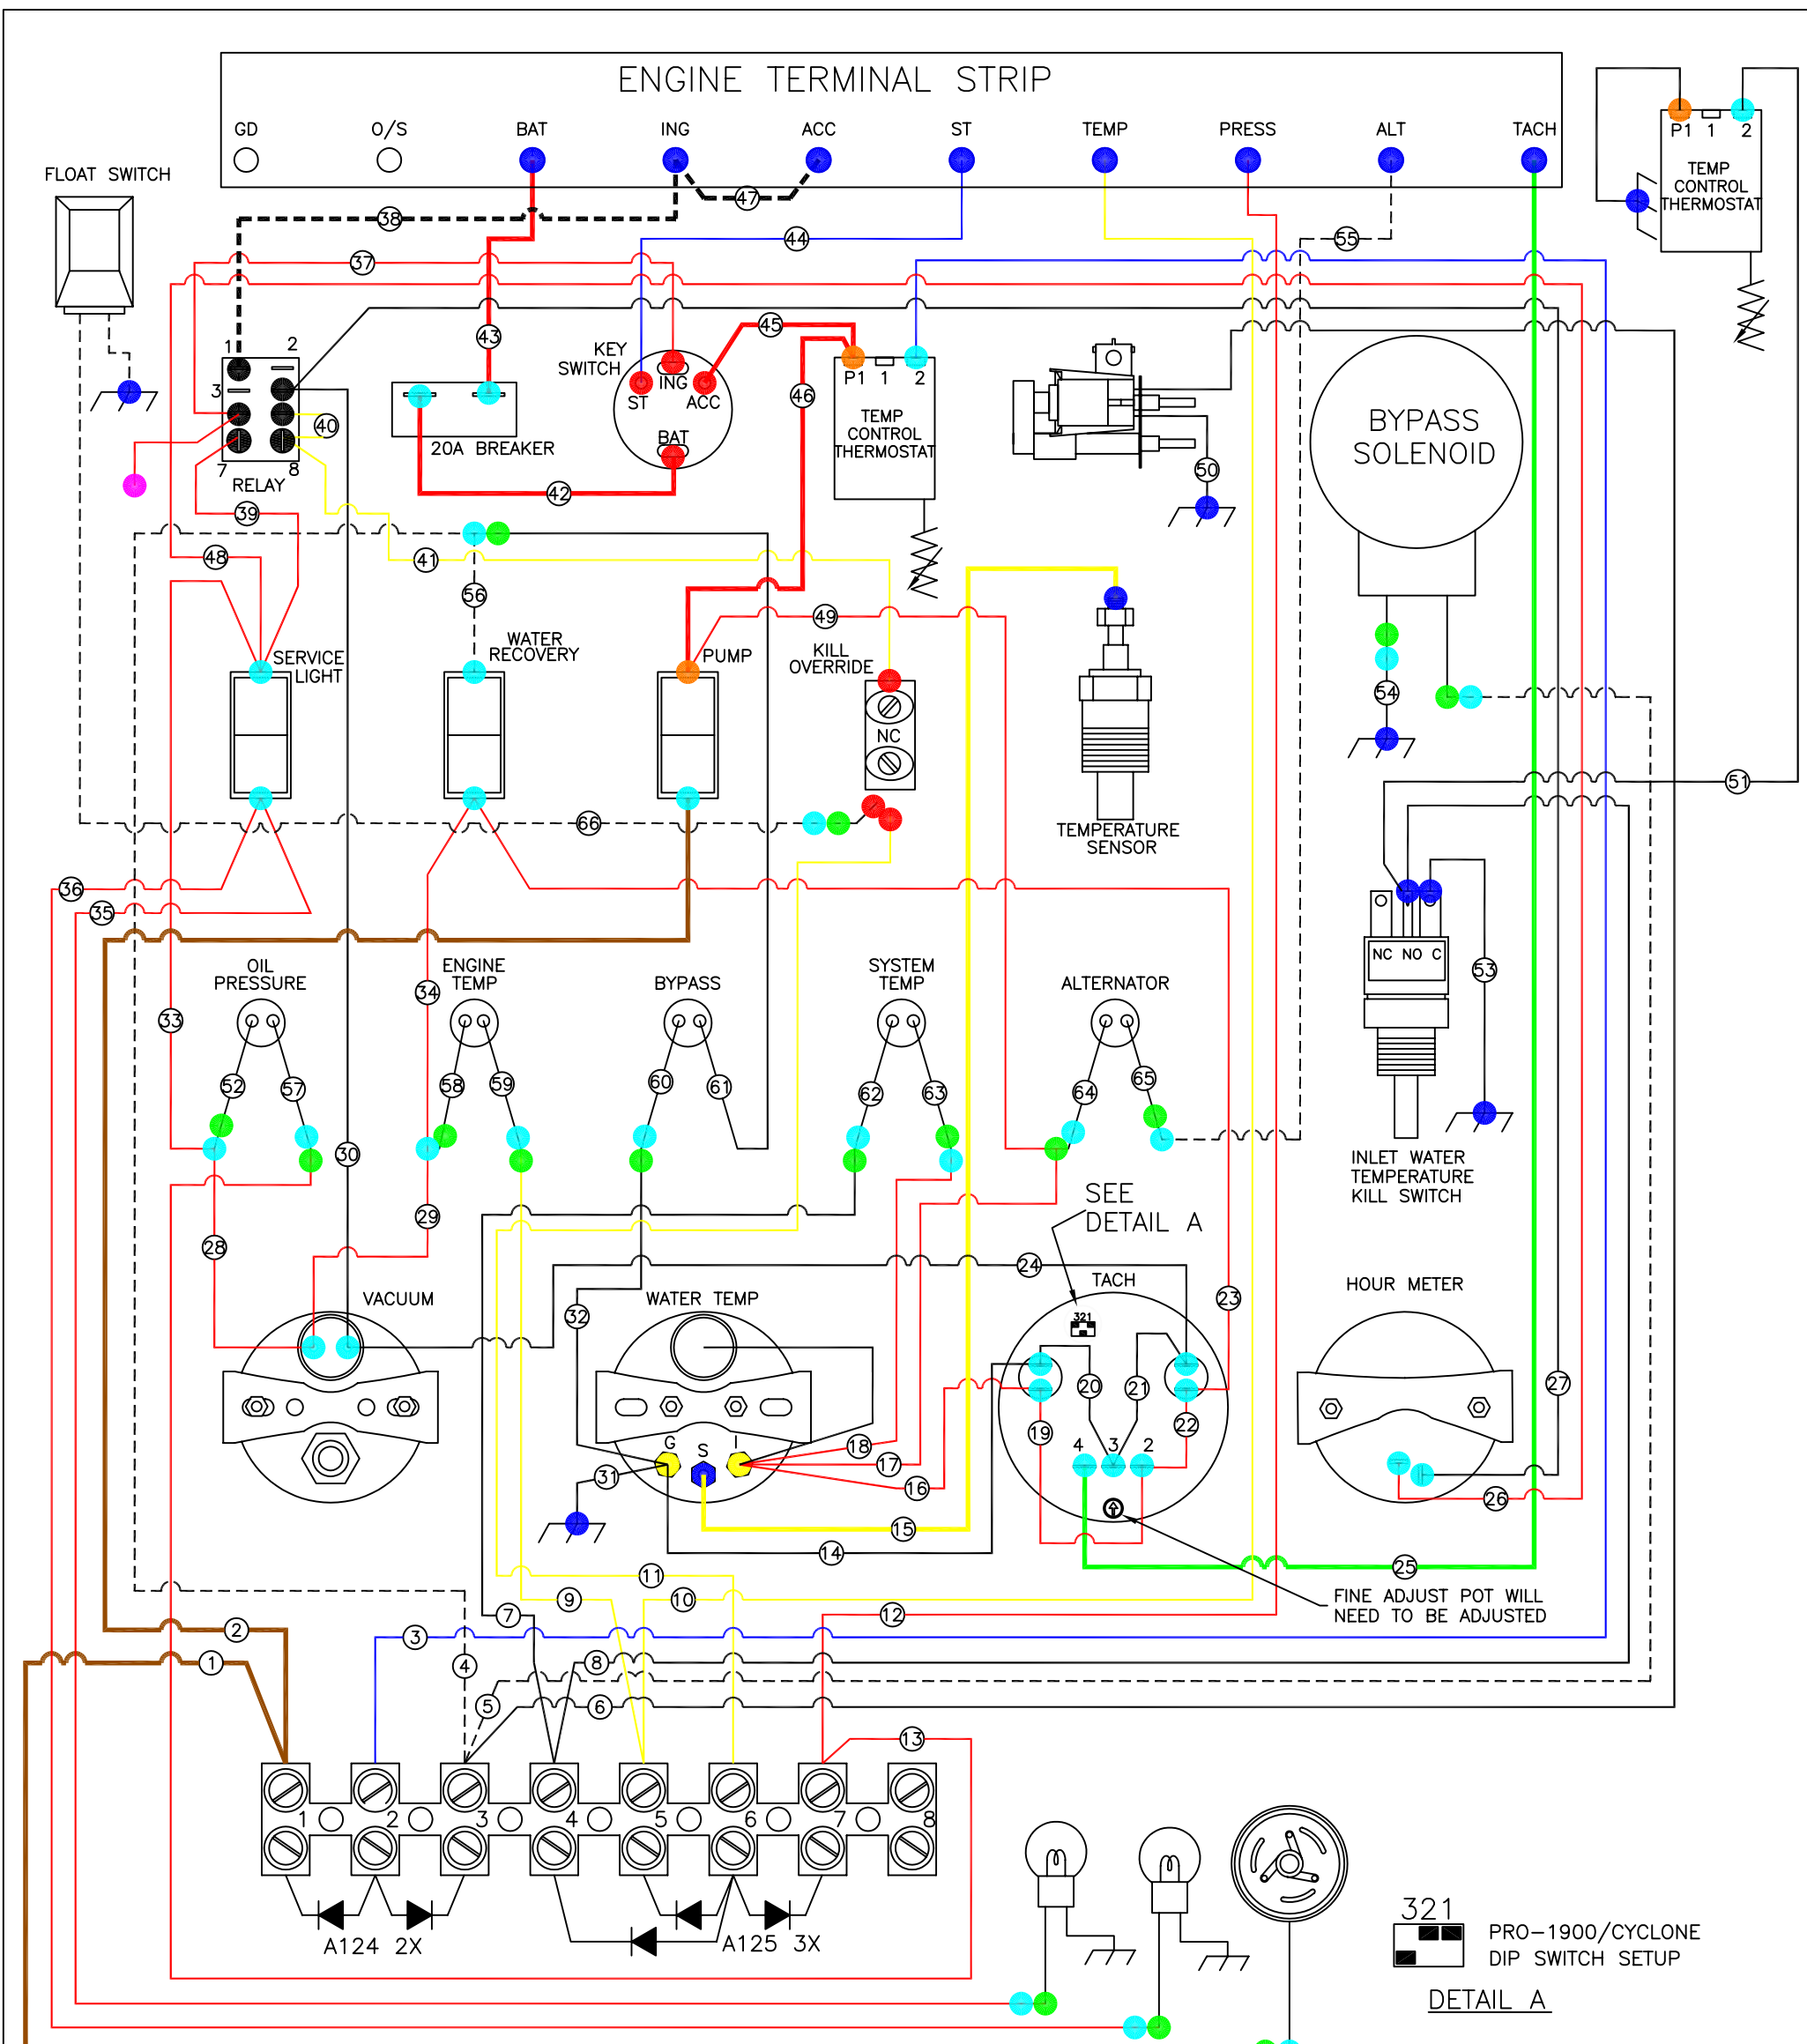 ENGINE TERMINAL STRIP
GD O/S BAT ING ACC ST TEMP PRESS ALT TACH
P1 1 2
TEMP
CONTROL
THERMOSTAT
FLOAT SWITCH
38
47
44
55
37
1 2
3
7 8
40
RELAY
43
20A BREAKER
42
KEY
SWITCH
ING
ST ACC
BAT
45
46
P1 1 2
TEMP
CONTROL
THERMOSTAT
50
BYPASS
SOLENOID
39
48
41
56
49
54
51
SERVICE
LIGHT
WATER
RECOVERY
PUMP
KILL
OVERRIDE
NC
TEMPERATURE
SENSOR
66
36
35
NC NO C
53
INLET WATER
TEMPERATURE
KILL SWITCH
OIL
PRESSURE
ENGINE
TEMP
BYPASS
SYSTEM
TEMP
ALTERNATOR
33
34
52 57
58 59
60 61
62 63
64 65
30
28
29
SEE
DETAIL A
24
23
32
VACUUM
WATER TEMP
TACH
HOUR METER
321
G S I
31
18
17
16
15
14
20 21
19
22
4 3 2
27
26
25
FINE ADJUST POT WILL
NEED TO BE ADJUSTED
11
9
10
7
12
2
3
1
4
8
5
6
13
1 2 3 4 5 6 7 8
A124 2X
A125 3X
321
PRO-1900/CYCLONE
DIP SWITCH SETUP
DETAIL A